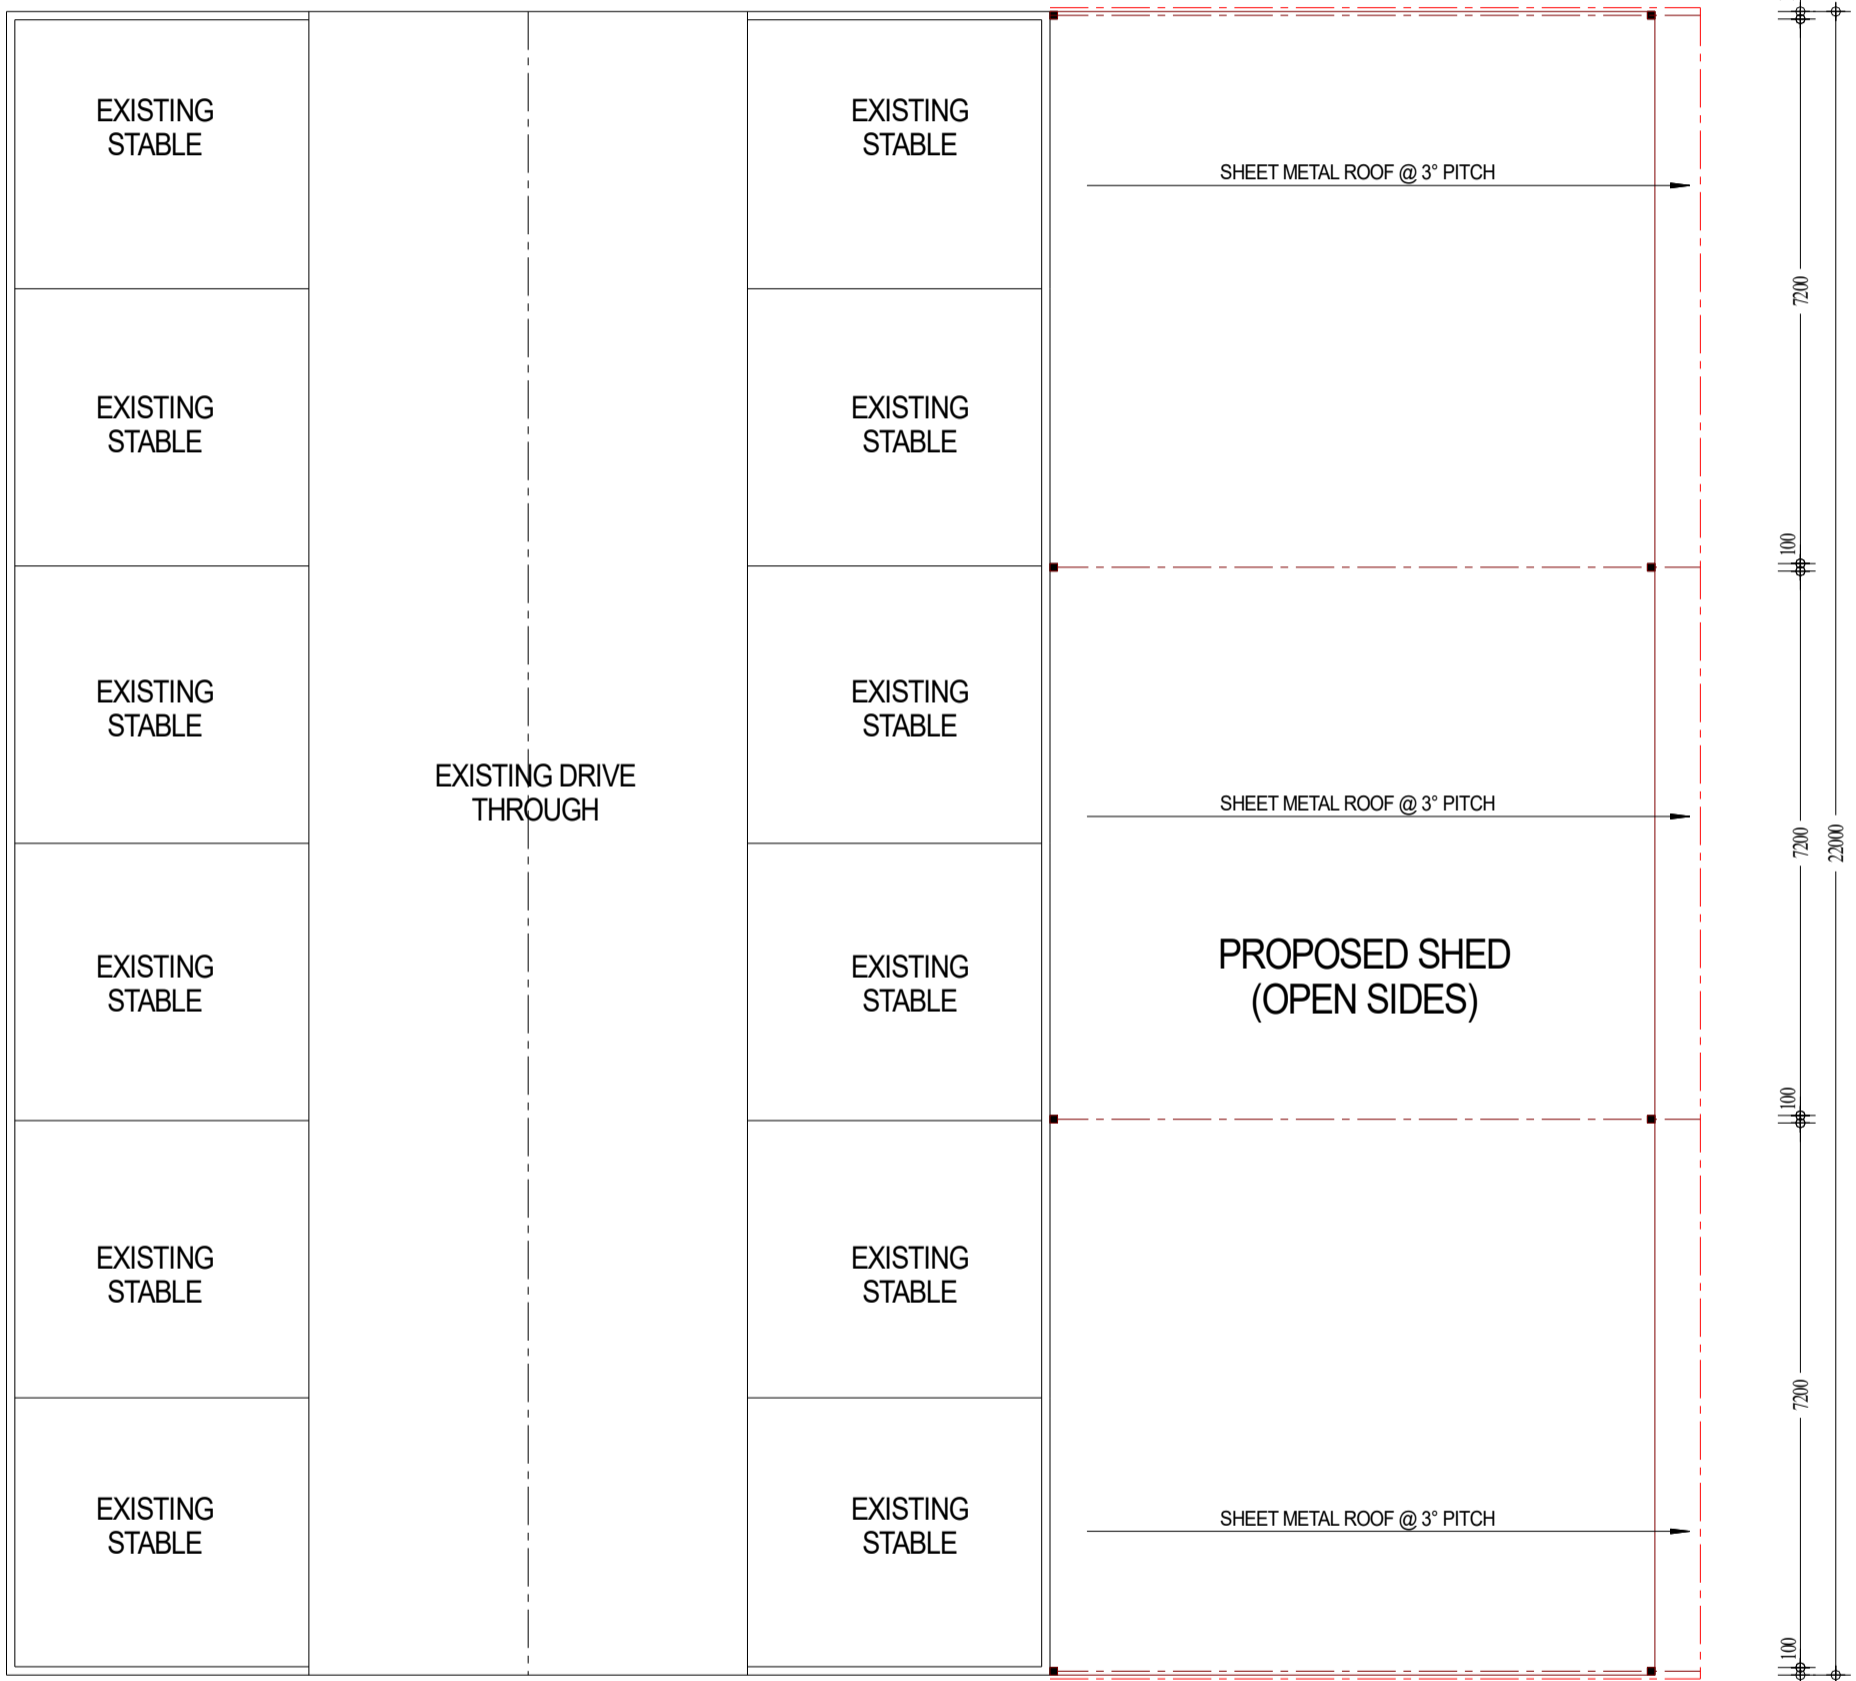 EXISTING
STABLE
EXISTING
STABLE
SHEET METAL ROOF @ 3° PITCH
7200
EXISTING
STABLE
EXISTING
STABLE
100
EXISTING
STABLE
EXISTING
STABLE
EXISTING DRIVE
THROUGH
SHEET METAL ROOF @ 3° PITCH
7200
22000
EXISTING
STABLE
EXISTING
STABLE
PROPOSED SHED
(OPEN SIDES)
100
EXISTING
STABLE
EXISTING
STABLE
7200
EXISTING
STABLE
EXISTING
STABLE
SHEET METAL ROOF @ 3° PITCH
100